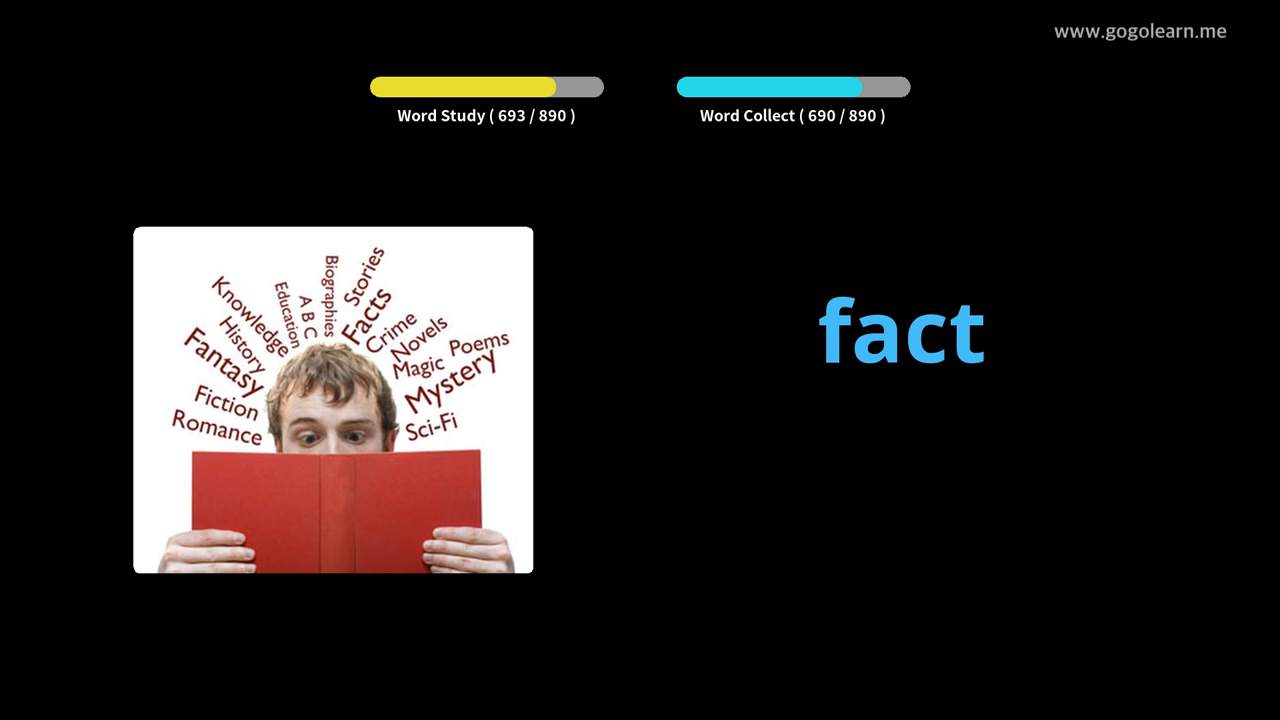 www.gogolearn.me
Word Study ( 693 / 890 )
Word Collect ( 690 / 890 )
Romance
Fiction
Fantasy
History
Knowledge
Education
A B C
Biographies
Stories
Facts
Crime
Novels
Magic
Poems
Mystery
Sci-Fi
fact